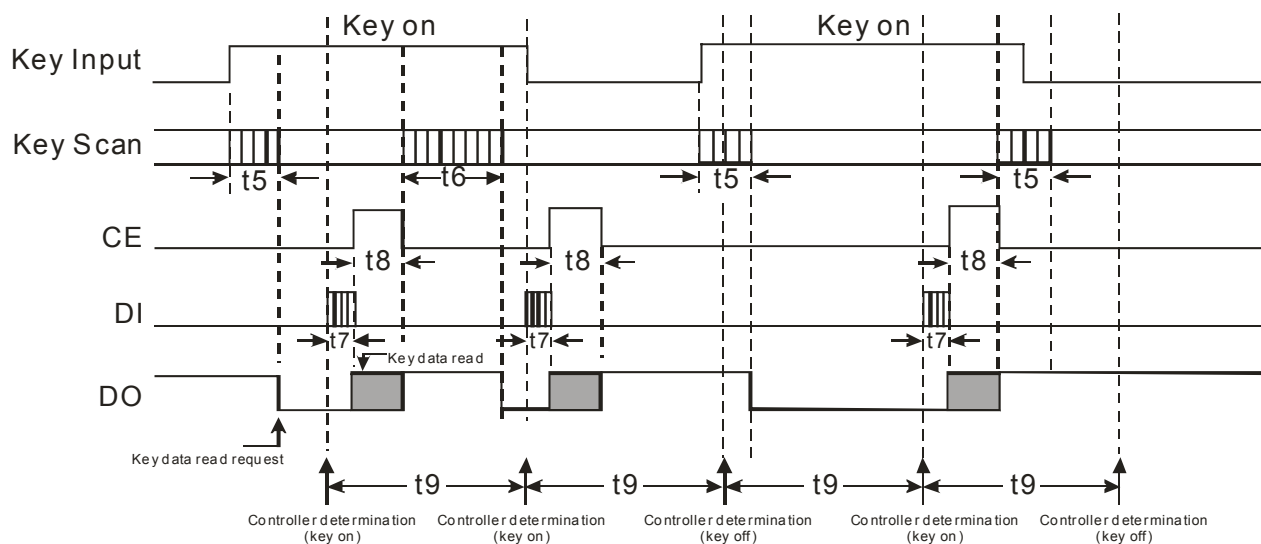 Key on
Key on
Key Input
Key Scan
t5
t6
t5
t5
CE
t8
t8
t8
DI
t7
t7
t7
Key data read
DO
Key data read request
t9
t9
t9
t9
Controller determination
(key on)
Controller determination
(key on)
Controller determination
(key off)
Controller determination
(key on)
Controller determination
(key off)